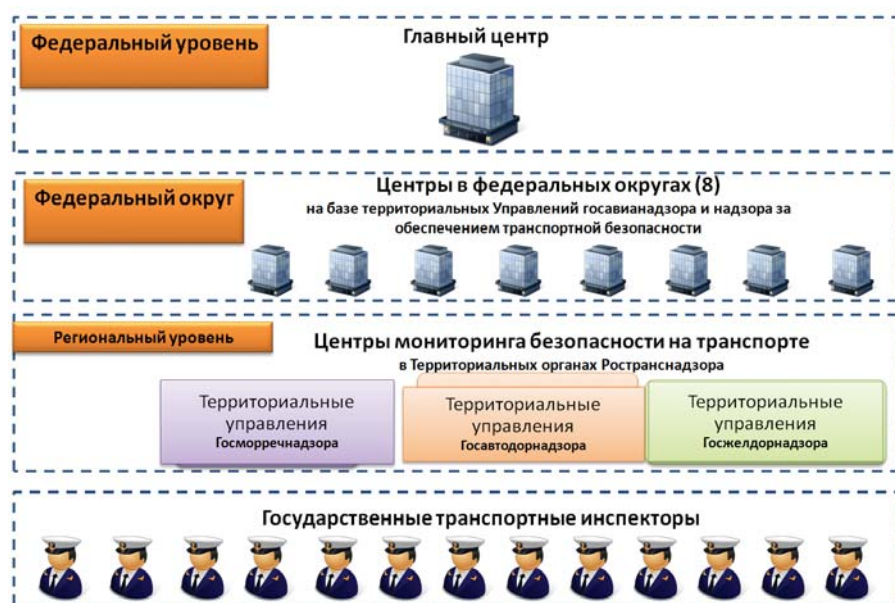 Федеральный уровень
Главный центр
Федеральный округ
Центры в федеральных округах (8)
на базе территориальных Управлений госавианадзора и надзора за
обеспечением транспортной безопасности
Региональный уровень
Центры мониторинга безопасности на транспорте
в Территориальных органах Ространснадзора
Территориальные
управления
Госморречнадзора
Территориальные
управления
Госавтодорнадзора
Территориальные
управления
Госжелдорнадзора
Государственные транспортные инспекторы